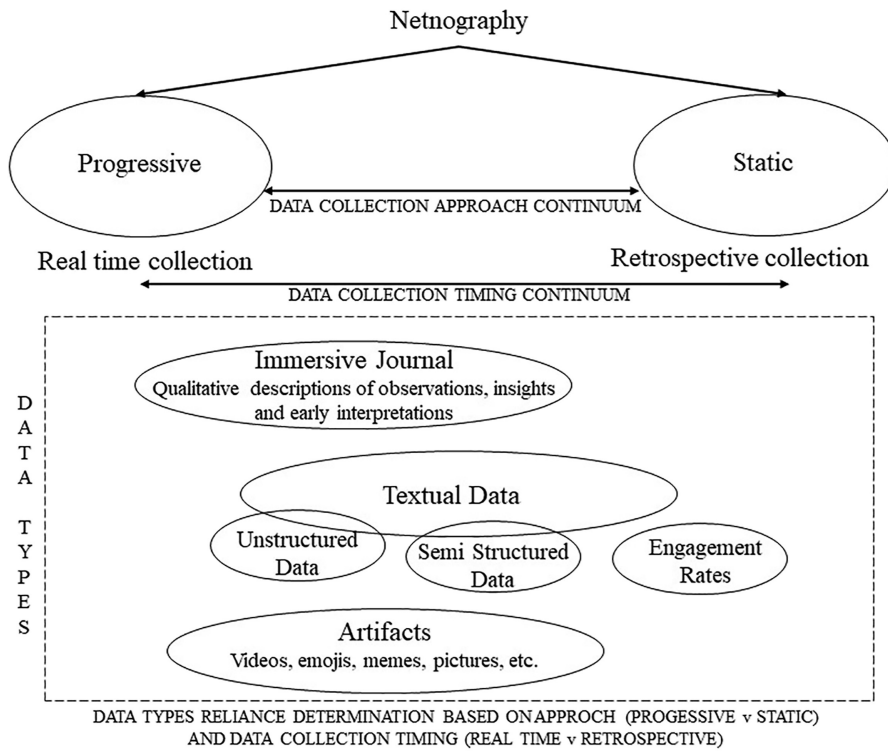 Netnography
Progressive
Static
DATA COLLECTION APPROACH CONTINUUM
Real time collection
Retrospective collection
DATA COLLECTION TIMING CONTINUUM
DATA TYPES
Immersive Journal
Qualitative descriptions of observations, insights
and early interpretations
Textual Data
Unstructured
Data
Semi Structured
Data
Engagement
Rates
Artifacts
Videos, emojis, memes, pictures, etc.
DATA TYPES RELIANCE DETERMINATION BASED ON APPROCH (PROGESSIVE v STATIC)
AND DATA COLLECTION TIMING (REAL TIME v RETROSPECTIVE)